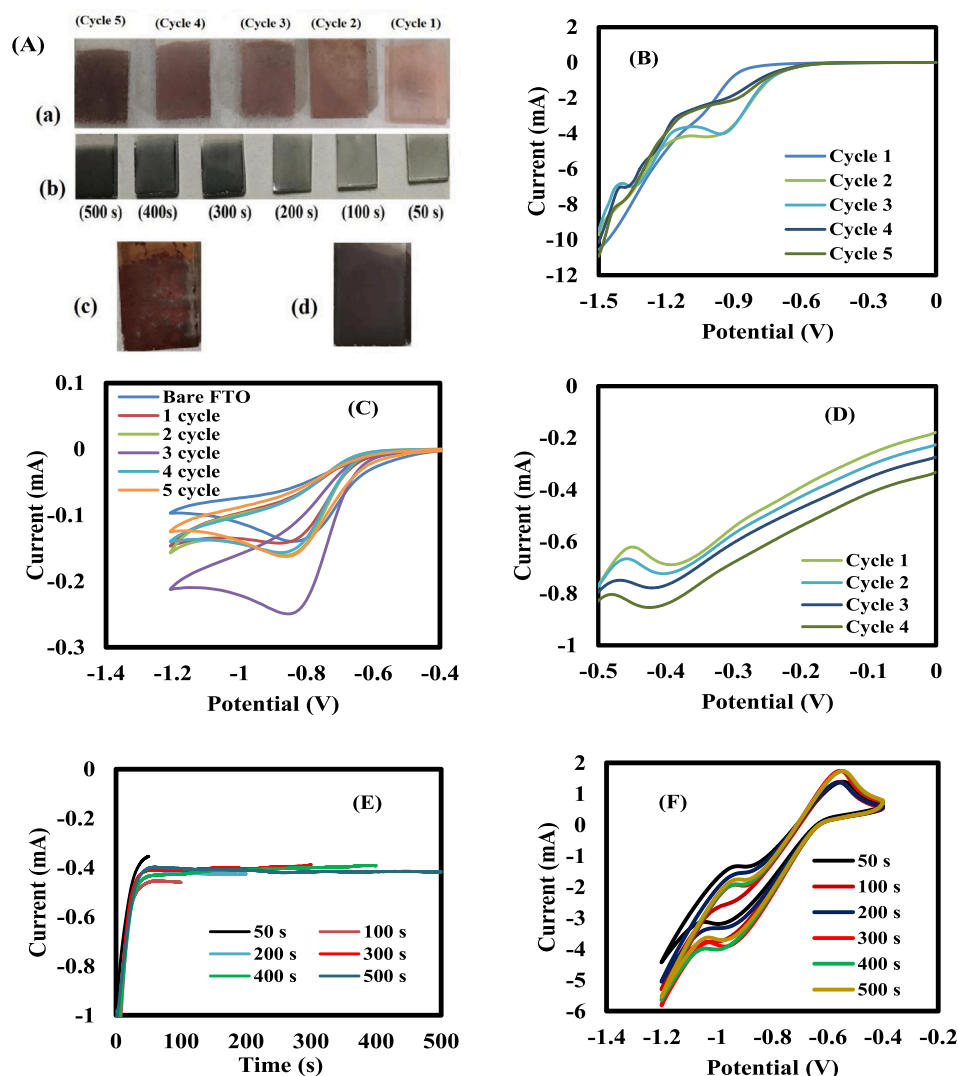 (Cycle 5) (Cycle 4) (Cycle 3) (Cycle 2) (Cycle 1)
(A)
(a)
(b)
(500 s) (400s) (300 s) (200 s) (100 s) (50 s)
(c) (d)
(B)
Current (mA)
2
0
-2
-4
-6
-8
-10
-12
Cycle 1
Cycle 2
Cycle 3
Cycle 4
Cycle 5
-1.5 -1.2 -0.9 -0.6 -0.3 0
Potential (V)
(C)
Current (mA)
0.1
0
-0.1
-0.2
-0.3
Bare FTO
1 cycle
2 cycle
3 cycle
4 cycle
5 cycle
-1.4 -1.2 -1 -0.8 -0.6 -0.4
Potential (V)
(D)
Current (mA)
0
-0.2
-0.4
-0.6
-0.8
-1
Cycle 1
Cycle 2
Cycle 3
Cycle 4
-0.5 -0.4 -0.3 -0.2 -0.1 0
Potential (V)
(E)
Current (mA)
0
-0.2
-0.4
-0.6
-0.8
-1
50 s 100 s
200 s 300 s
400 s 500 s
0 100 200 300 400 500
Time (s)
(F)
Current (mA)
2
1
0
-1
-2
-3
-4
-5
-6
50 s
100 s
200 s
300 s
400 s
500 s
-1.2 -1 -0.8 -0.6 -0.4 -0.2
Potential (V)